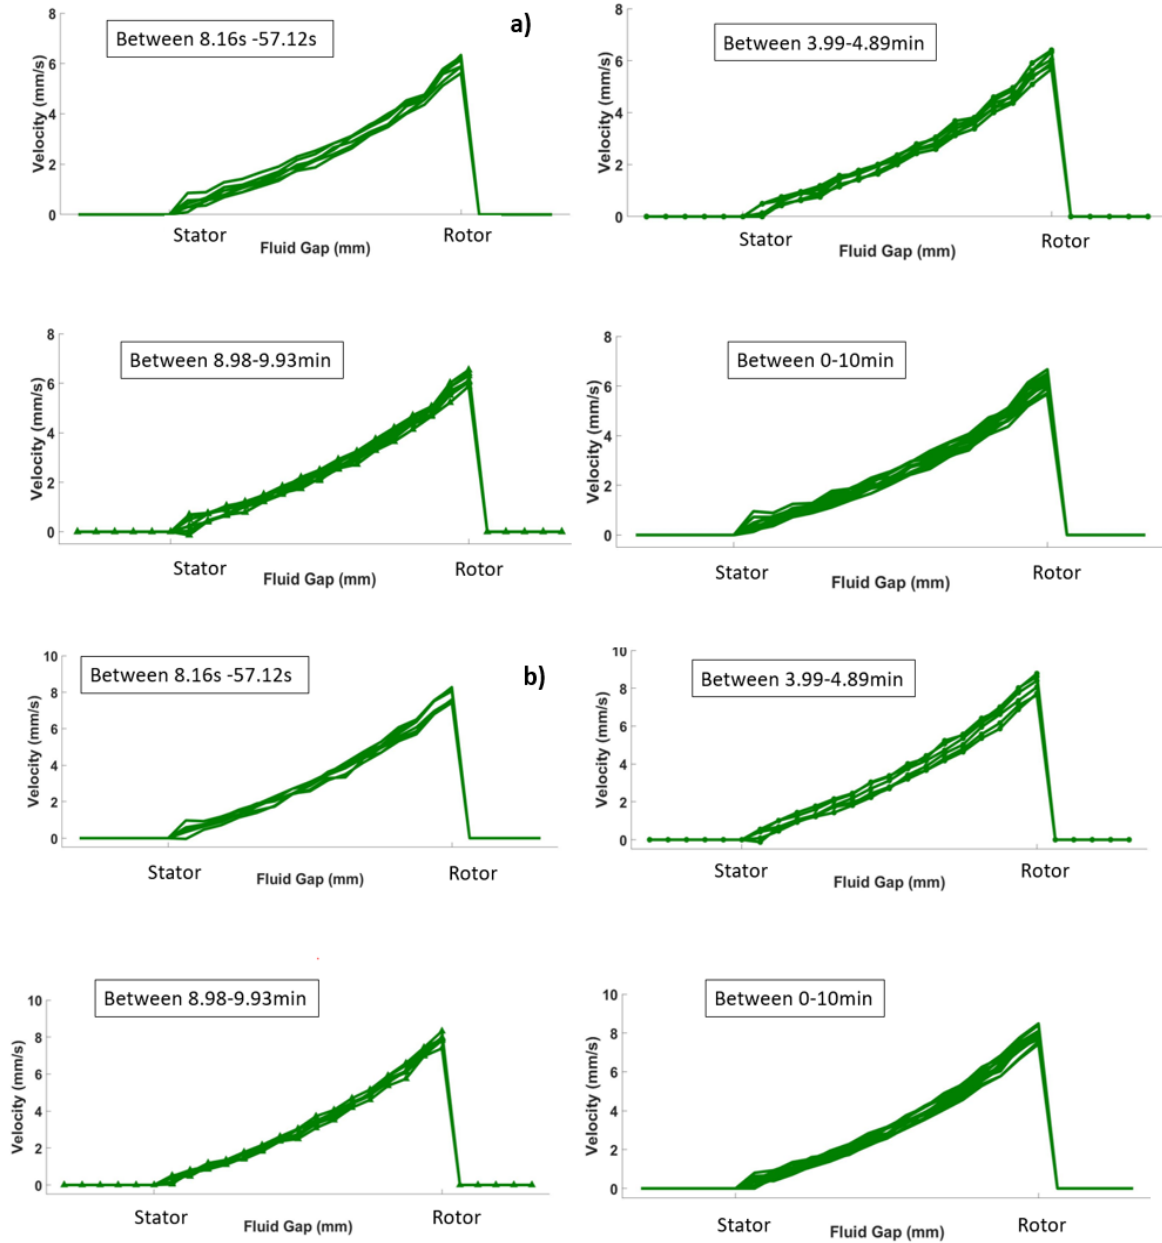 a)
Between 8.16s -57.12s
8
6
4
2
0
Velocity (mm/s)
Stator
Rotor
Fluid Gap (mm)
Between 3.99-4.89min
8
6
4
2
0
Velocity (mm/s)
Stator
Rotor
Fluid Gap (mm)
Between 8.98-9.93min
8
6
4
2
0
Velocity (mm/s)
Stator
Rotor
Fluid Gap (mm)
Between 0-10min
8
6
4
2
0
Velocity (mm/s)
Stator
Rotor
Fluid Gap (mm)
b)
Between 8.16s -57.12s
10
8
6
4
2
0
Velocity (mm/s)
Stator
Rotor
Fluid Gap (mm)
Between 3.99-4.89min
10
8
6
4
2
0
Velocity (mm/s)
Stator
Rotor
Fluid Gap (mm)
Between 8.98-9.93min
10
8
6
4
2
0
Velocity (mm/s)
Stator
Rotor
Fluid Gap (mm)
Between 0-10min
10
8
6
4
2
0
Velocity (mm/s)
Stator
Rotor
Fluid Gap (mm)